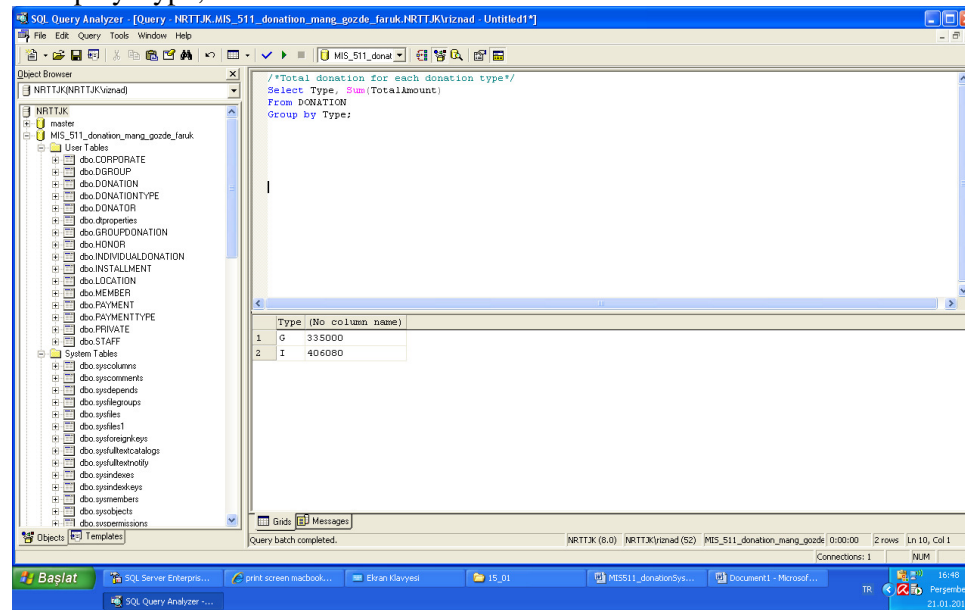 SQL Query Analyzer - [Query - NRTTJK.MIS_511_donatiion_mang_gozde_faruk.NRTTJK\riznad - Untitled1*]
File Edit Query Tools Window Help
MIS_511_donat
Object Browser
NRTTJK(NRTTJK\riznad)
NRTTJK
master
MIS_511_donatiion_mang_gozde_faruk
User Tables
dbo.CORPORATE
dbo.DGROUP
dbo.DONATION
dbo.DONATIONTYPE
dbo.DONATOR
dbo.dtproperties
dbo.GROUPDONATION
dbo.HONOR
dbo.INDIVIDUALDONATION
dbo.INSTALLMENT
dbo.LOCATION
dbo.MEMBER
dbo.PAYMENT
dbo.PAYMENTTYPE
dbo.PRIVATE
dbo.STAFF
System Tables
dbo.syscolumns
dbo.syscomments
dbo.sysdepends
dbo.sysfilegroups
dbo.sysfiles
dbo.sysfiles1
dbo.sysforeignkeys
dbo.sysfulltextcatalogs
dbo.sysfulltextnotify
dbo.sysindexes
dbo.sysindexkeys
dbo.sysmembers
dbo.sysobjects
dbo.syspermissions
Objects Templates
/*Total donation for each donation type*/
Select Type, Sum(TotalAmount)
From DONATION
Group by Type;
Type (No column name)
1 G 335000
2 I 406080
Grids Messages
Query batch completed. NRTTJK (8.0) NRTTJK\riznad (52) MIS_511_donatiion_mang_gozde 0:00:00 2 rows Ln 10, Col 1
Connections: 1 NUM
Başlat SQL Server Enterpris... print screen macbook... Ekran Klavyesi 15_01 MIS511_donationSys... Document1 - Microsof... 16:48
SQL Query Analyzer -... TR Perşembe
21.01.201